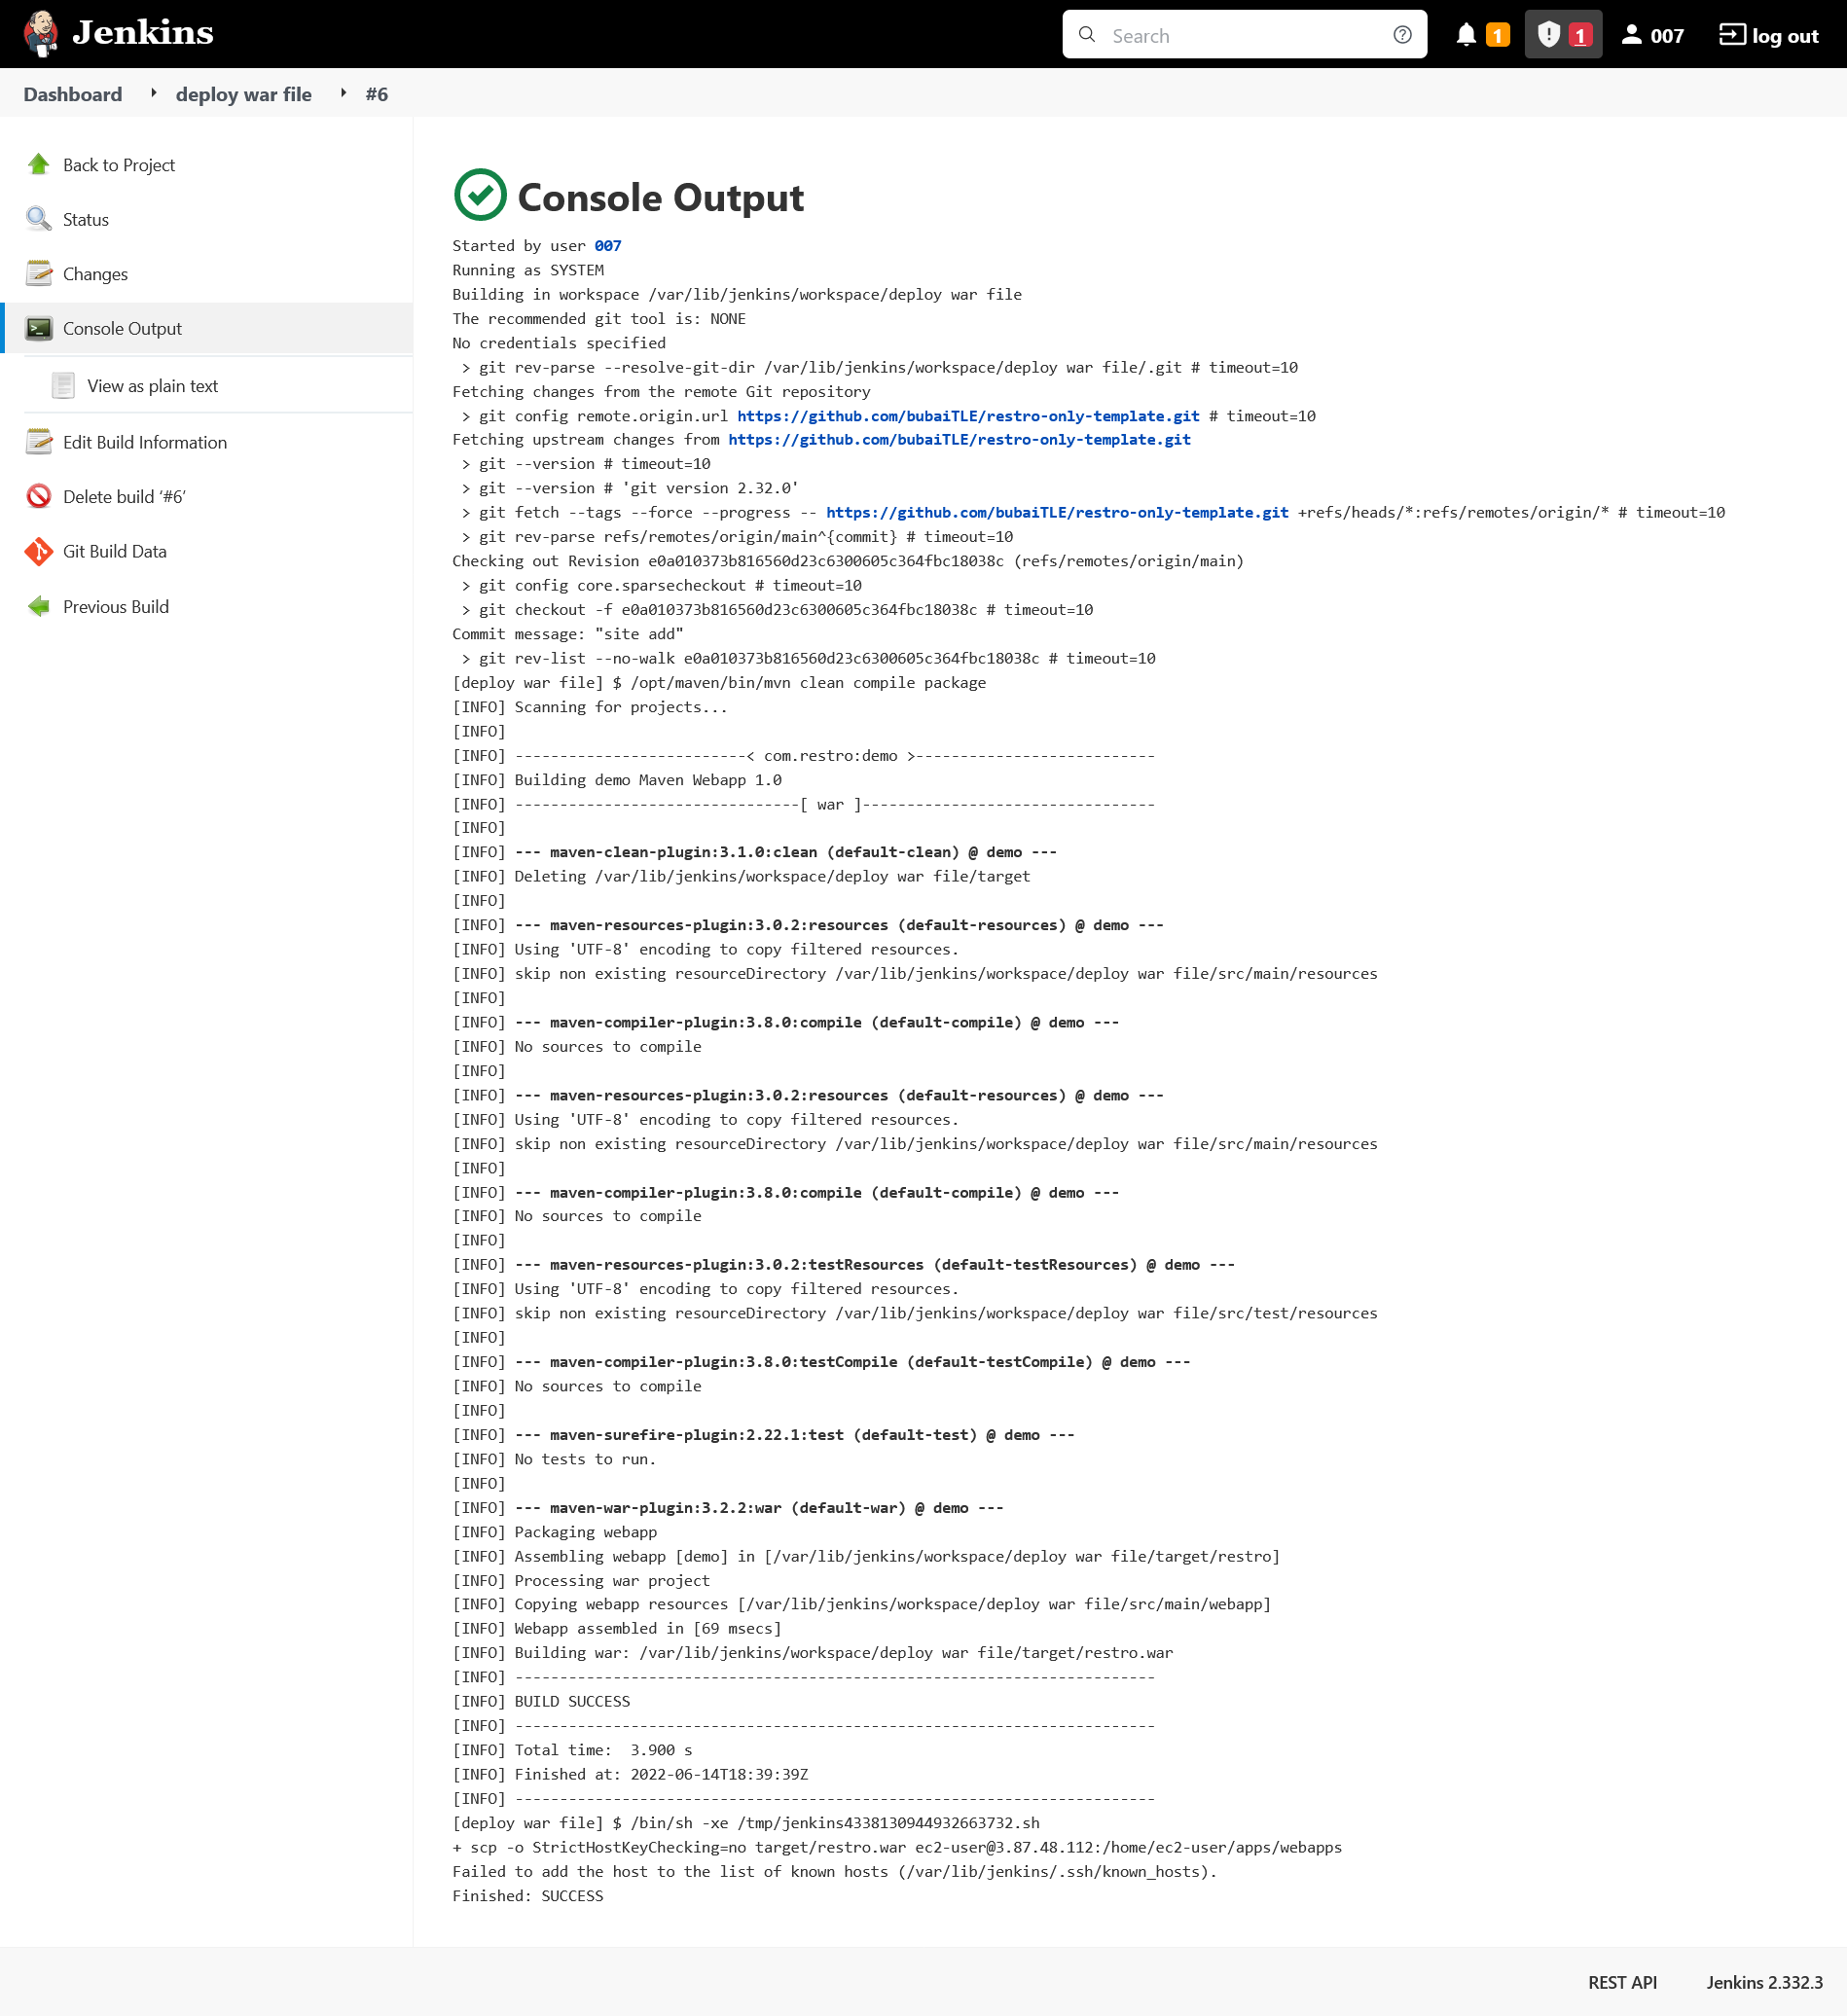 Jenkins
Search
1
1
007
log out
Dashboard
deploy war file
#6
Back to Project
Status
Changes
Console Output
View as plain text
Edit Build Information
Delete build ‘#6’
Git Build Data
Previous Build
Console Output
Started by user 007
Running as SYSTEM
Building in workspace /var/lib/jenkins/workspace/deploy war file
The recommended git tool is: NONE
No credentials specified
 > git rev-parse --resolve-git-dir /var/lib/jenkins/workspace/deploy war file/.git # timeout=10
Fetching changes from the remote Git repository
 > git config remote.origin.url https://github.com/bubaiTLE/restro-only-template.git # timeout=10
Fetching upstream changes from https://github.com/bubaiTLE/restro-only-template.git
 > git --version # timeout=10
 > git --version # 'git version 2.32.0'
 > git fetch --tags --force --progress -- https://github.com/bubaiTLE/restro-only-template.git +refs/heads/*:refs/remotes/origin/* # timeout=10
 > git rev-parse refs/remotes/origin/main^{commit} # timeout=10
Checking out Revision e0a010373b816560d23c6300605c364fbc18038c (refs/remotes/origin/main)
 > git config core.sparsecheckout # timeout=10
 > git checkout -f e0a010373b816560d23c6300605c364fbc18038c # timeout=10
Commit message: "site add"
 > git rev-list --no-walk e0a010373b816560d23c6300605c364fbc18038c # timeout=10
[deploy war file] $ /opt/maven/bin/mvn clean compile package
[INFO] Scanning for projects...
[INFO]
[INFO] --------------------------< com.restro:demo >---------------------------
[INFO] Building demo Maven Webapp 1.0
[INFO] --------------------------------[ war ]---------------------------------
[INFO]
[INFO] --- maven-clean-plugin:3.1.0:clean (default-clean) @ demo ---
[INFO] Deleting /var/lib/jenkins/workspace/deploy war file/target
[INFO]
[INFO] --- maven-resources-plugin:3.0.2:resources (default-resources) @ demo ---
[INFO] Using 'UTF-8' encoding to copy filtered resources.
[INFO] skip non existing resourceDirectory /var/lib/jenkins/workspace/deploy war file/src/main/resources
[INFO]
[INFO] --- maven-compiler-plugin:3.8.0:compile (default-compile) @ demo ---
[INFO] No sources to compile
[INFO]
[INFO] --- maven-resources-plugin:3.0.2:resources (default-resources) @ demo ---
[INFO] Using 'UTF-8' encoding to copy filtered resources.
[INFO] skip non existing resourceDirectory /var/lib/jenkins/workspace/deploy war file/src/main/resources
[INFO]
[INFO] --- maven-compiler-plugin:3.8.0:compile (default-compile) @ demo ---
[INFO] No sources to compile
[INFO]
[INFO] --- maven-resources-plugin:3.0.2:testResources (default-testResources) @ demo ---
[INFO] Using 'UTF-8' encoding to copy filtered resources.
[INFO] skip non existing resourceDirectory /var/lib/jenkins/workspace/deploy war file/src/test/resources
[INFO]
[INFO] --- maven-compiler-plugin:3.8.0:testCompile (default-testCompile) @ demo ---
[INFO] No sources to compile
[INFO]
[INFO] --- maven-surefire-plugin:2.22.1:test (default-test) @ demo ---
[INFO] No tests to run.
[INFO]
[INFO] --- maven-war-plugin:3.2.2:war (default-war) @ demo ---
[INFO] Packaging webapp
[INFO] Assembling webapp [demo] in [/var/lib/jenkins/workspace/deploy war file/target/restro]
[INFO] Processing war project
[INFO] Copying webapp resources [/var/lib/jenkins/workspace/deploy war file/src/main/webapp]
[INFO] Webapp assembled in [69 msecs]
[INFO] Building war: /var/lib/jenkins/workspace/deploy war file/target/restro.war
[INFO] ------------------------------------------------------------------------
[INFO] BUILD SUCCESS
[INFO] ------------------------------------------------------------------------
[INFO] Total time:  3.900 s
[INFO] Finished at: 2022-06-14T18:39:39Z
[INFO] ------------------------------------------------------------------------
[deploy war file] $ /bin/sh -xe /tmp/jenkins4338130944932663732.sh
+ scp -o StrictHostKeyChecking=no target/restro.war ec2-user@3.87.48.112:/home/ec2-user/apps/webapps
Failed to add the host to the list of known hosts (/var/lib/jenkins/.ssh/known_hosts).
Finished: SUCCESS
REST API
Jenkins 2.332.3